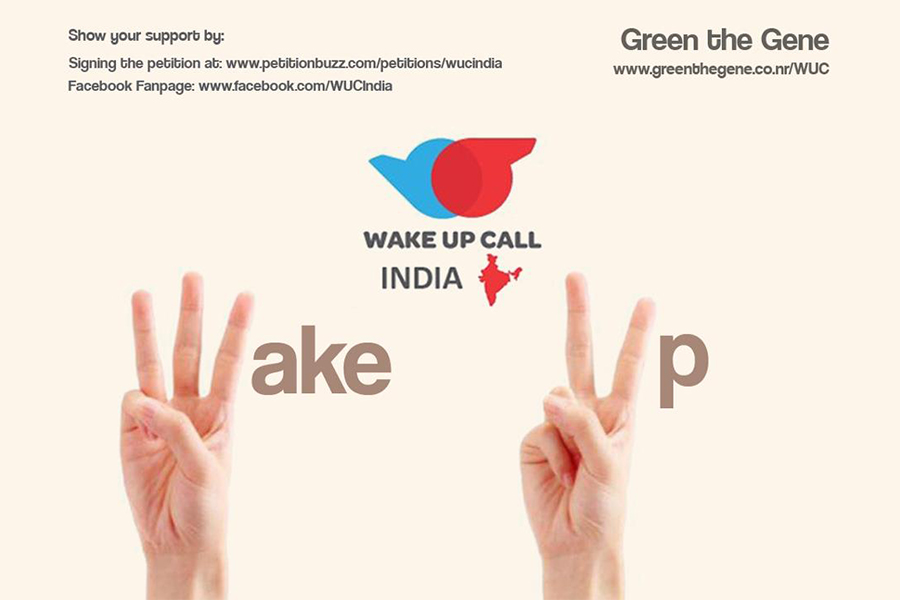 Show your support by:
Signing the petition at: www.petitionbuzz.com/petitions/wucindia
Facebook Fanpage: www.facebook.com/WUCIndia
Green the Gene
www.greenthegene.co.nr/WUC
WAKE UP CALL
INDIA
ake
p